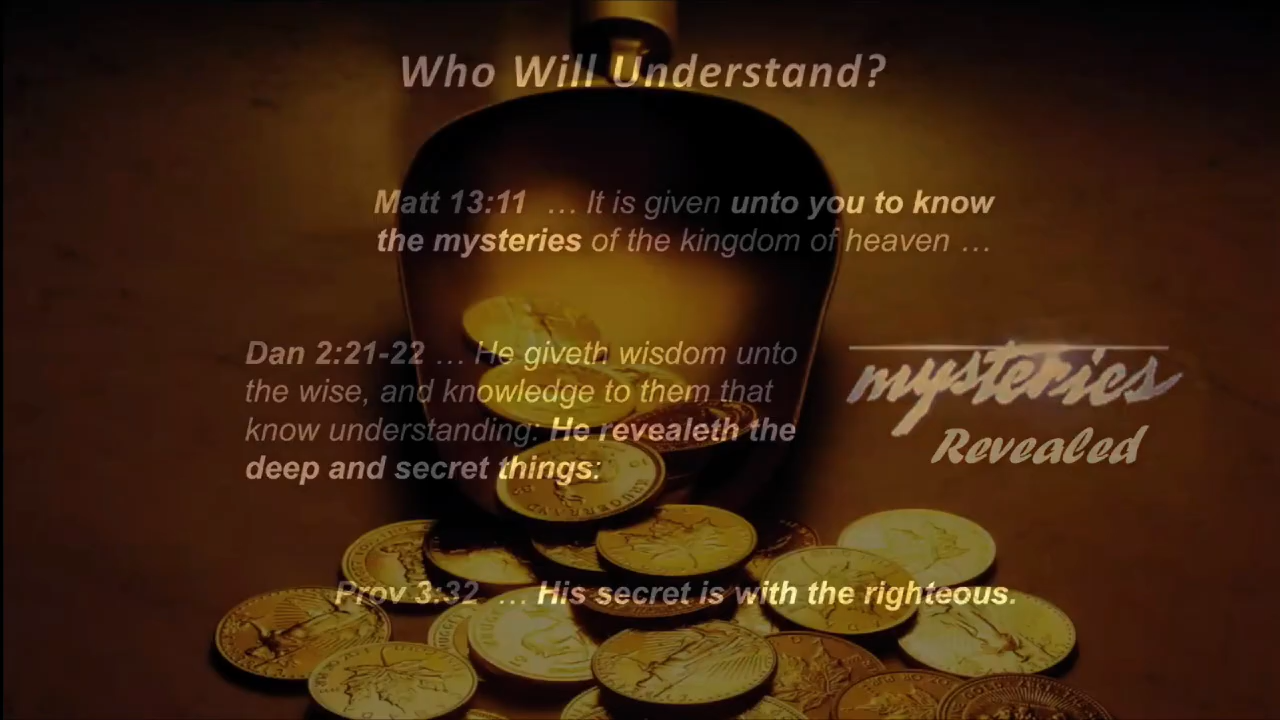 Who Will Understand?
Matt 13:11 … It is given unto you to know
the mysteries of the kingdom of heaven …
Dan 2:21-22 … He giveth wisdom unto
the wise, and knowledge to them that
know understanding: He revealeth the
deep and secret things:
mysteries
Revealed
Prov 3:32 … His secret is with the righteous.
KRUGERRAND